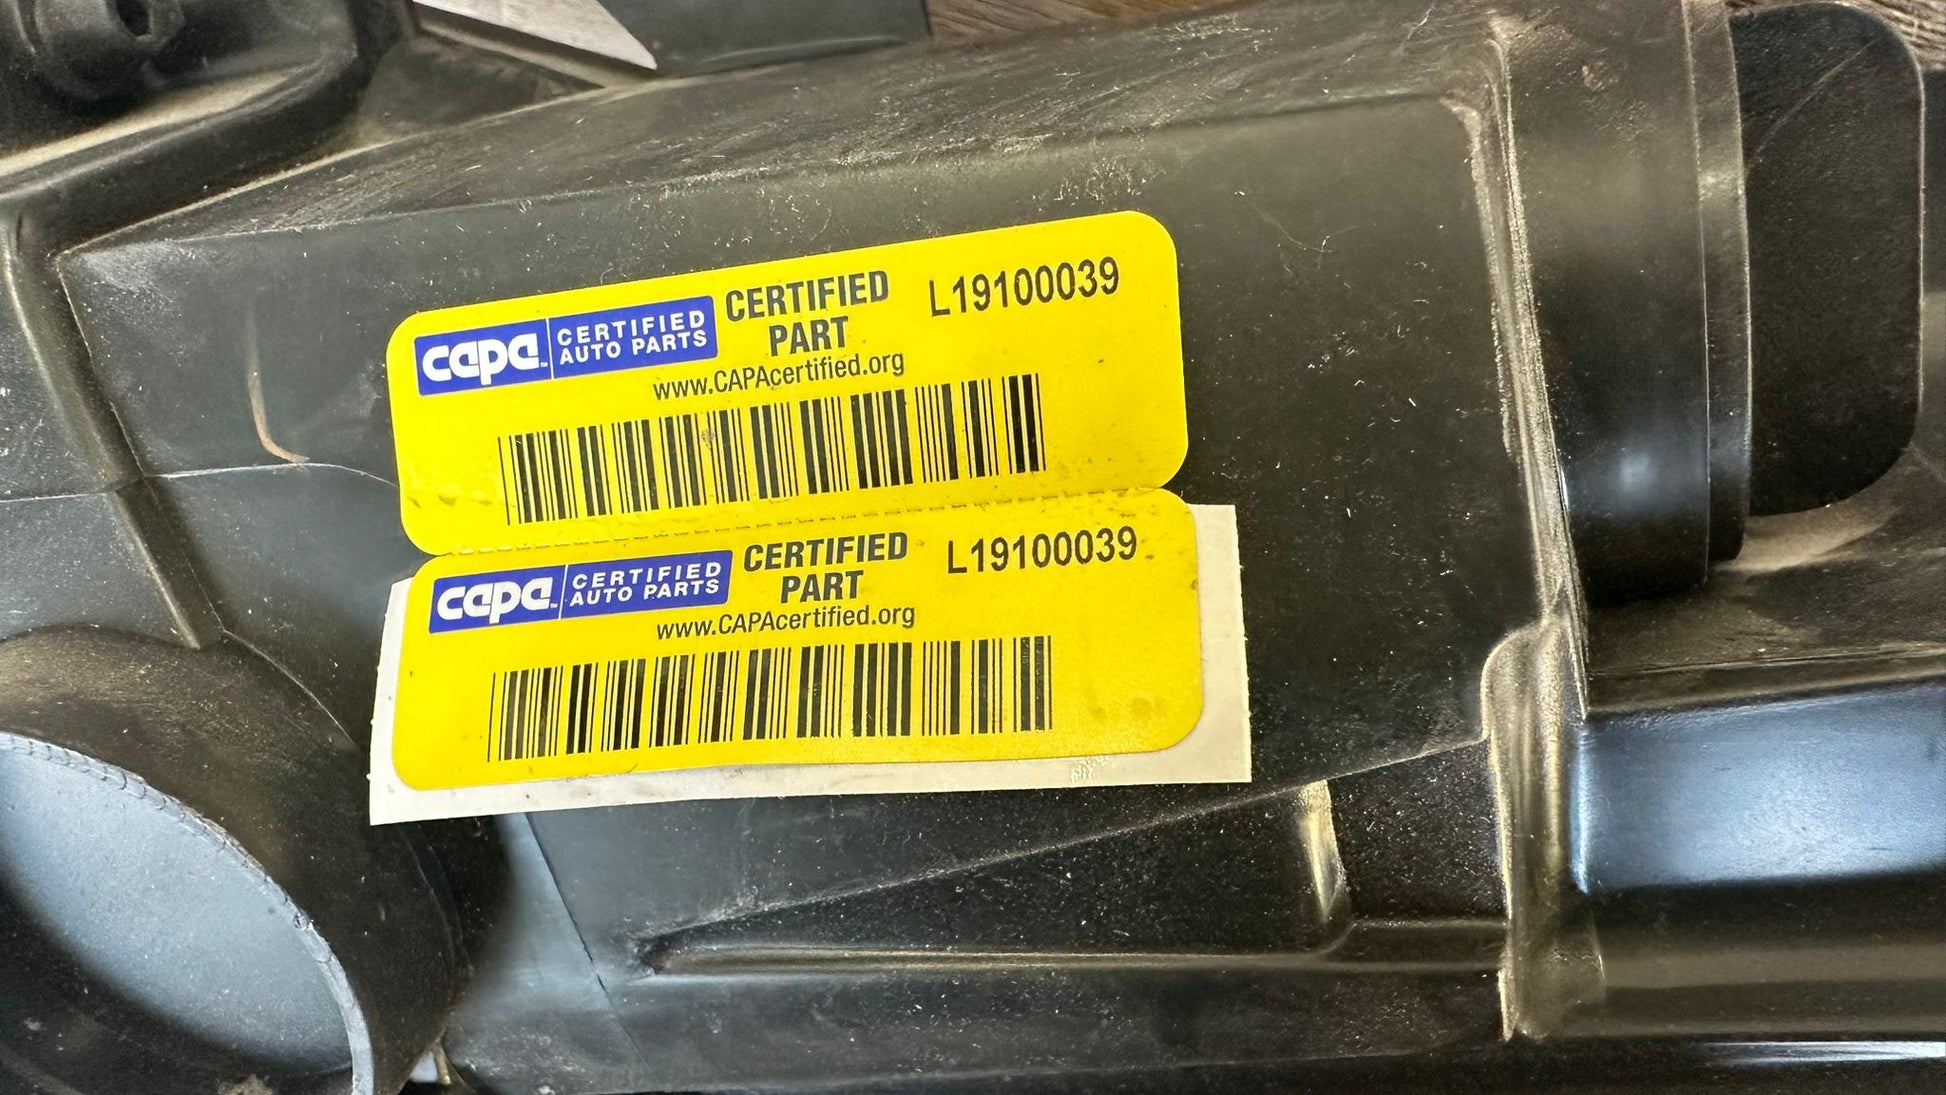 capa CERTIFIED AUTO PARTS
CERTIFIED PART
L19100039
www.CAPAcertified.org
capa CERTIFIED AUTO PARTS
CERTIFIED PART
L19100039
www.CAPAcertified.org